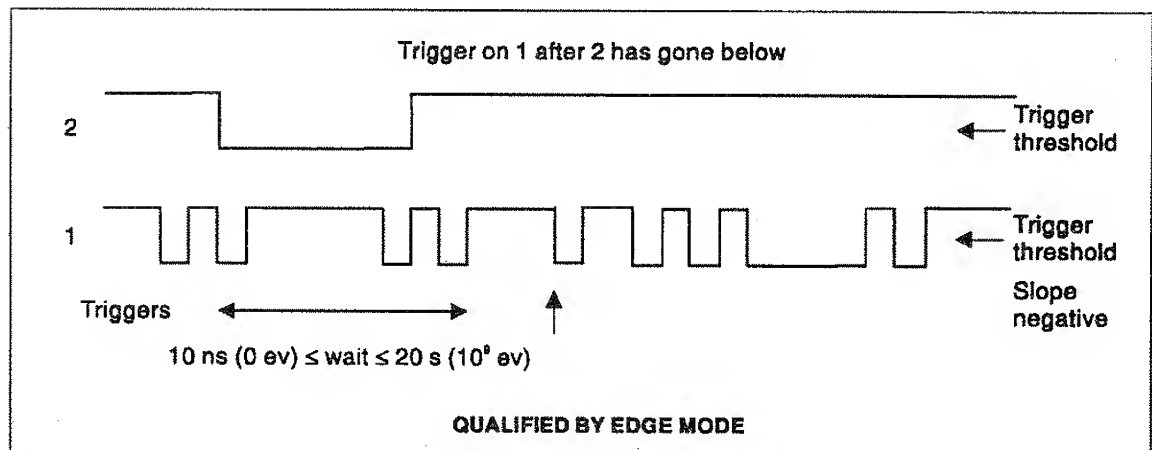 Trigger on 1 after 2 has gone below
2
Trigger
threshold
1
Trigger
threshold
Slope
negative
Triggers
10 ns (0 ev) ≤ wait ≤ 20 s (10⁹ ev)
QUALIFIED BY EDGE MODE